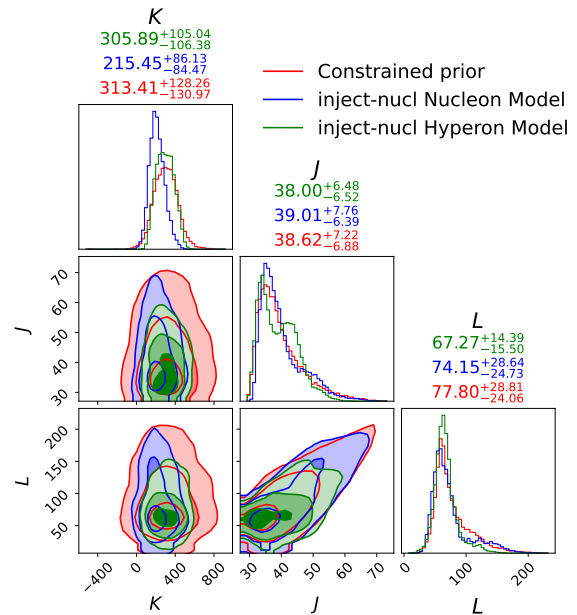 K
305.89+105.04−106.38
215.45+86.13−84.47
313.41+128.26−130.97
Constrained prior
inject-nucl Nucleon Model
inject-nucl Hyperon Model
J
38.00+6.48−6.52
39.01+7.76−6.39
38.62+7.22−6.88
L
67.27+14.39−15.50
74.15+28.64−24.73
77.80+28.81−24.06
J
70
60
50
40
30
L
200
150
100
50
−400
0
400
800
K
30
40
50
60
70
J
0
100
200
L